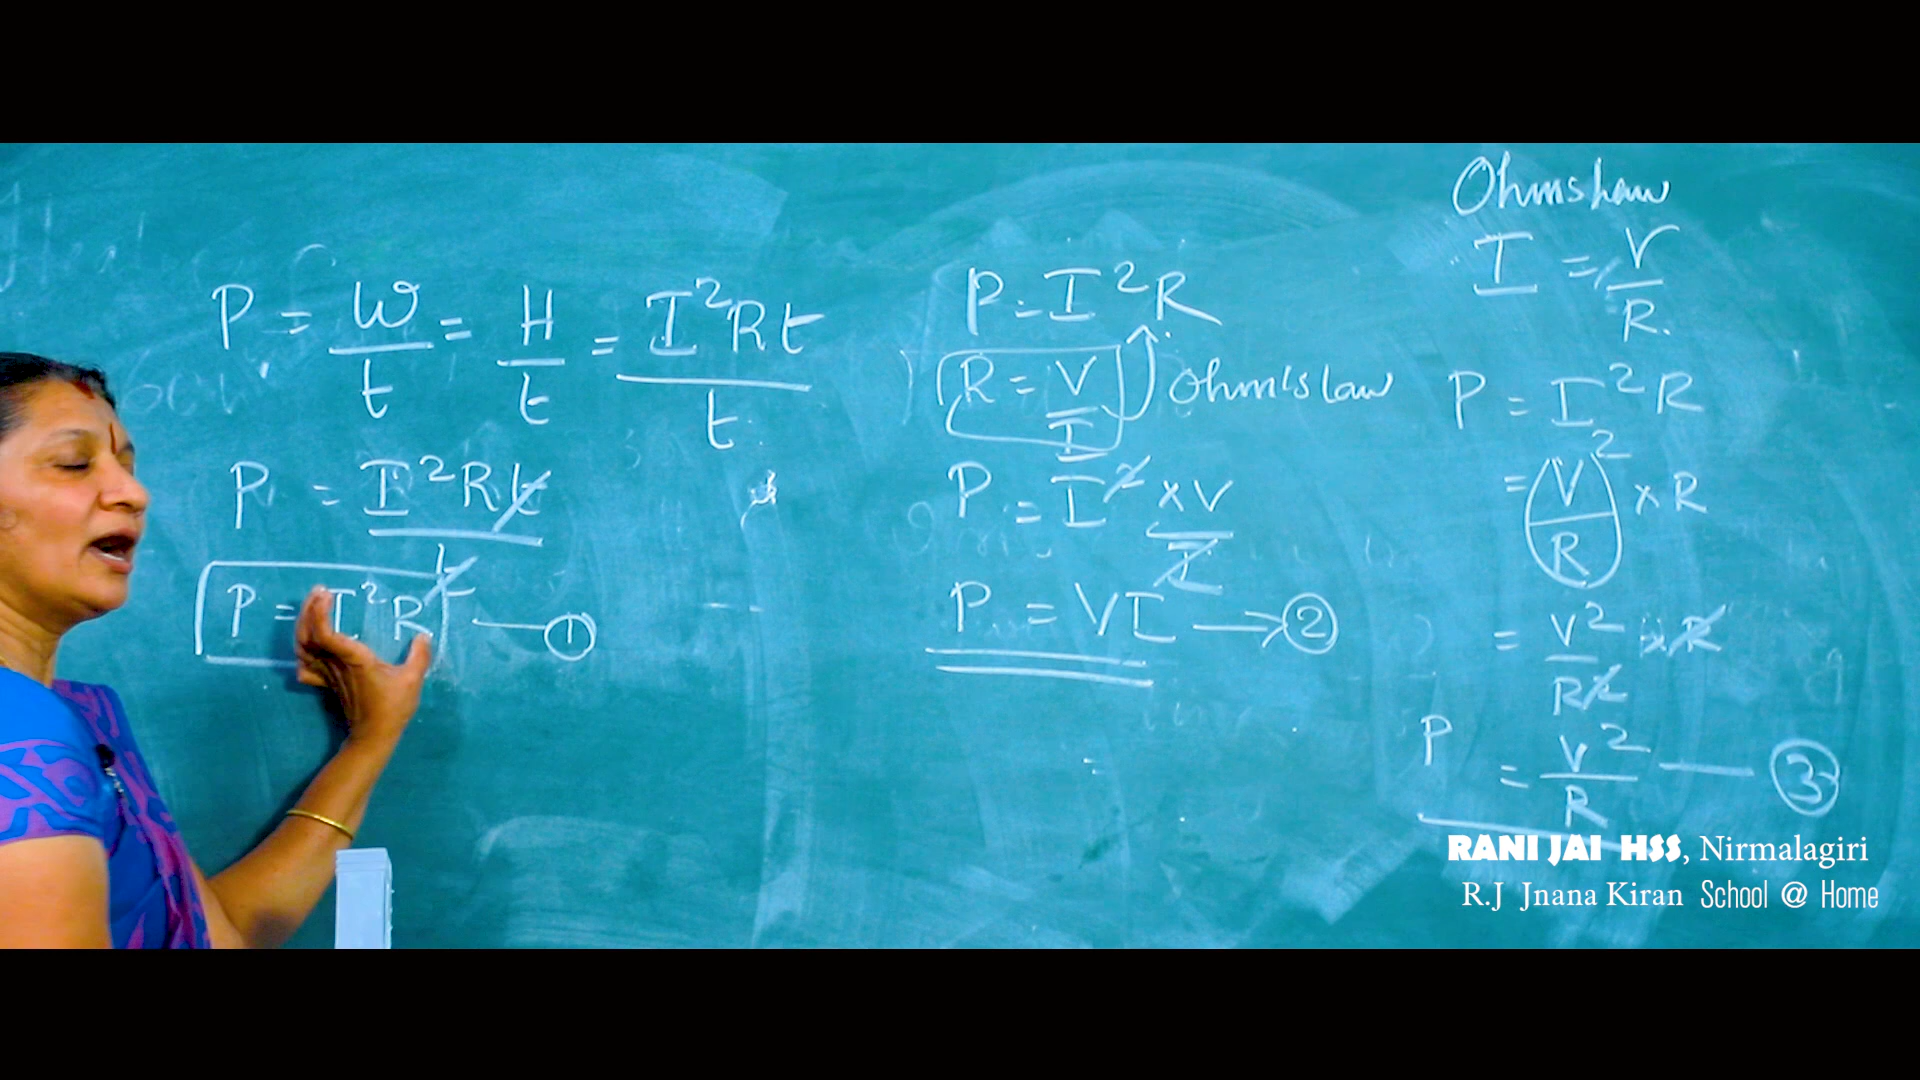 P = W/t = H/t = I²Rt/t
P = I²Rt/t
P = I²R — ①
P = I²R
R = V/I Ohm's Law
P = I² × V/I
P = VI → ②
Ohms Law
I = V/R
P = I²R
= (V/R)² × R
= V²/RR × R
P = V²/R — ③
RANI JAI HSS, Nirmalagiri
R.J Jnana Kiran School @ Home